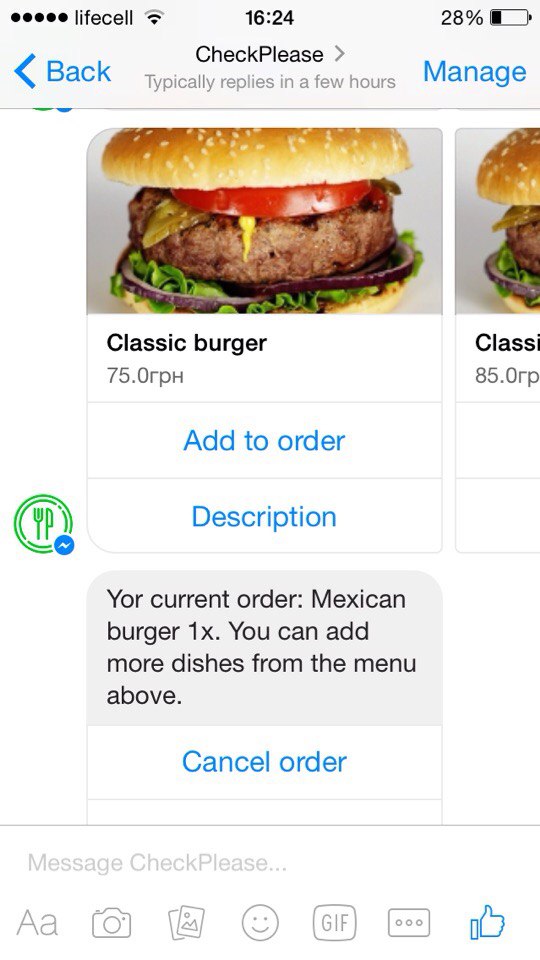 lifecell 16:24 28%
Back CheckPlease Manage
Typically replies in a few hours
Classic burger
75.0грн
Classi
85.0гр
Add to order
Description
Yor current order: Mexican
burger 1x. You can add
more dishes from the menu
above.
Cancel order
Message CheckPlease...
Aa GIF